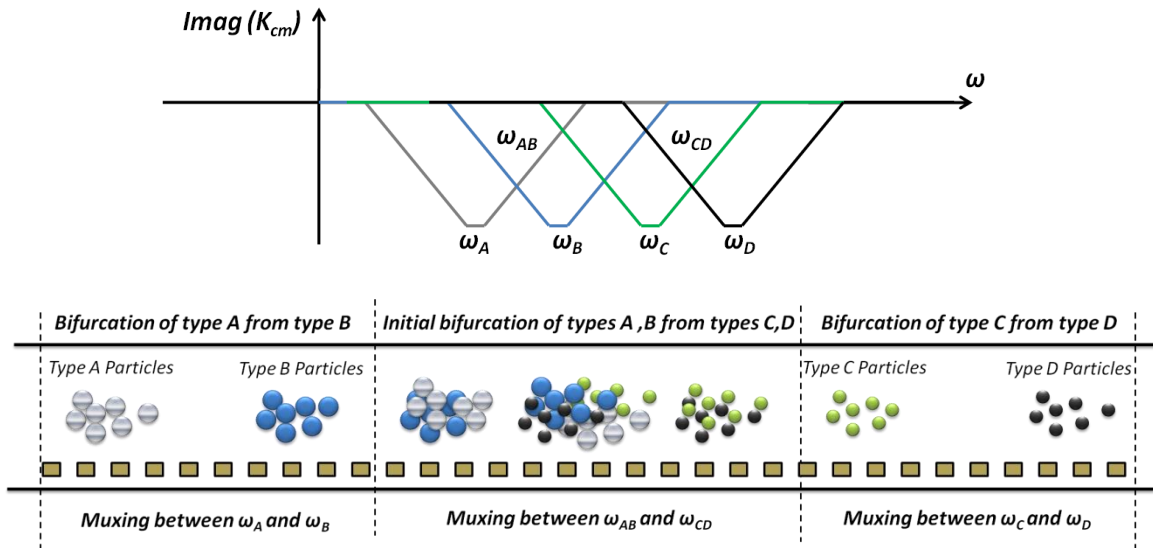 Imag (Kcm)
ω
ωAB
ωCD
ωA
ωB
ωC
ωD
Bifurcation of type A from type B
Initial bifurcation of types A ,B from types C,D
Bifurcation of type C from type D
Type A Particles
Type B Particles
Type C Particles
Type D Particles
Muxing between ωA and ωB
Muxing between ωAB and ωCD
Muxing between ωC and ωD